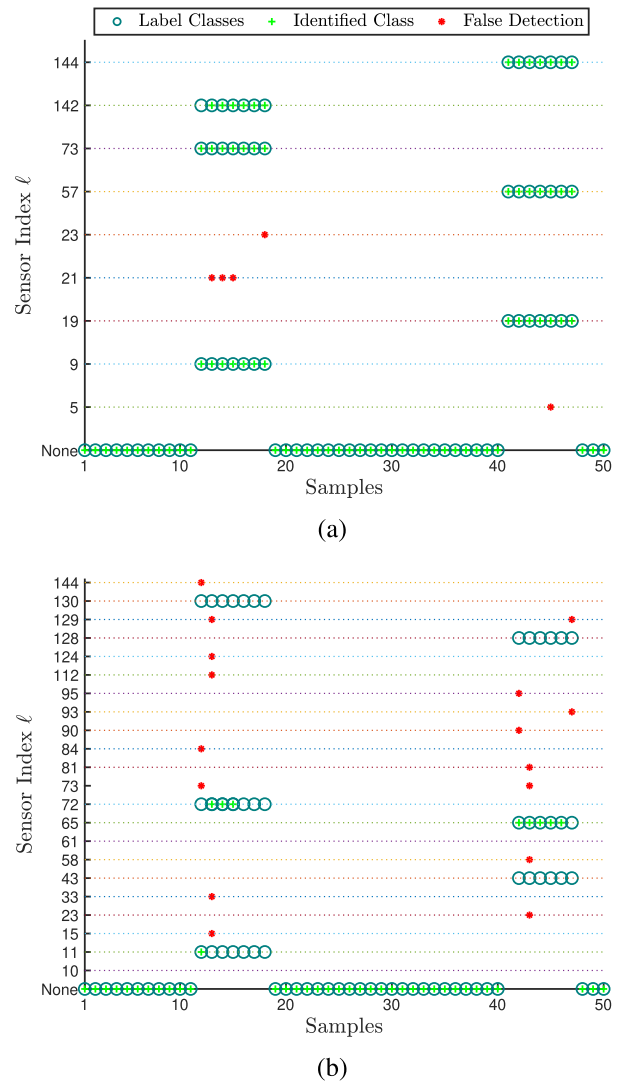 Label Classes Identified Class False Detection
144
142
73
57
23
21
19
9
5
None
1 10 20 30 40 50
Sensor Index ℓ
Samples
(a)
144
130
129
128
124
112
95
93
90
84
81
73
72
65
61
58
43
33
23
15
11
10
None
1 10 20 30 40 50
Sensor Index ℓ
Samples
(b)